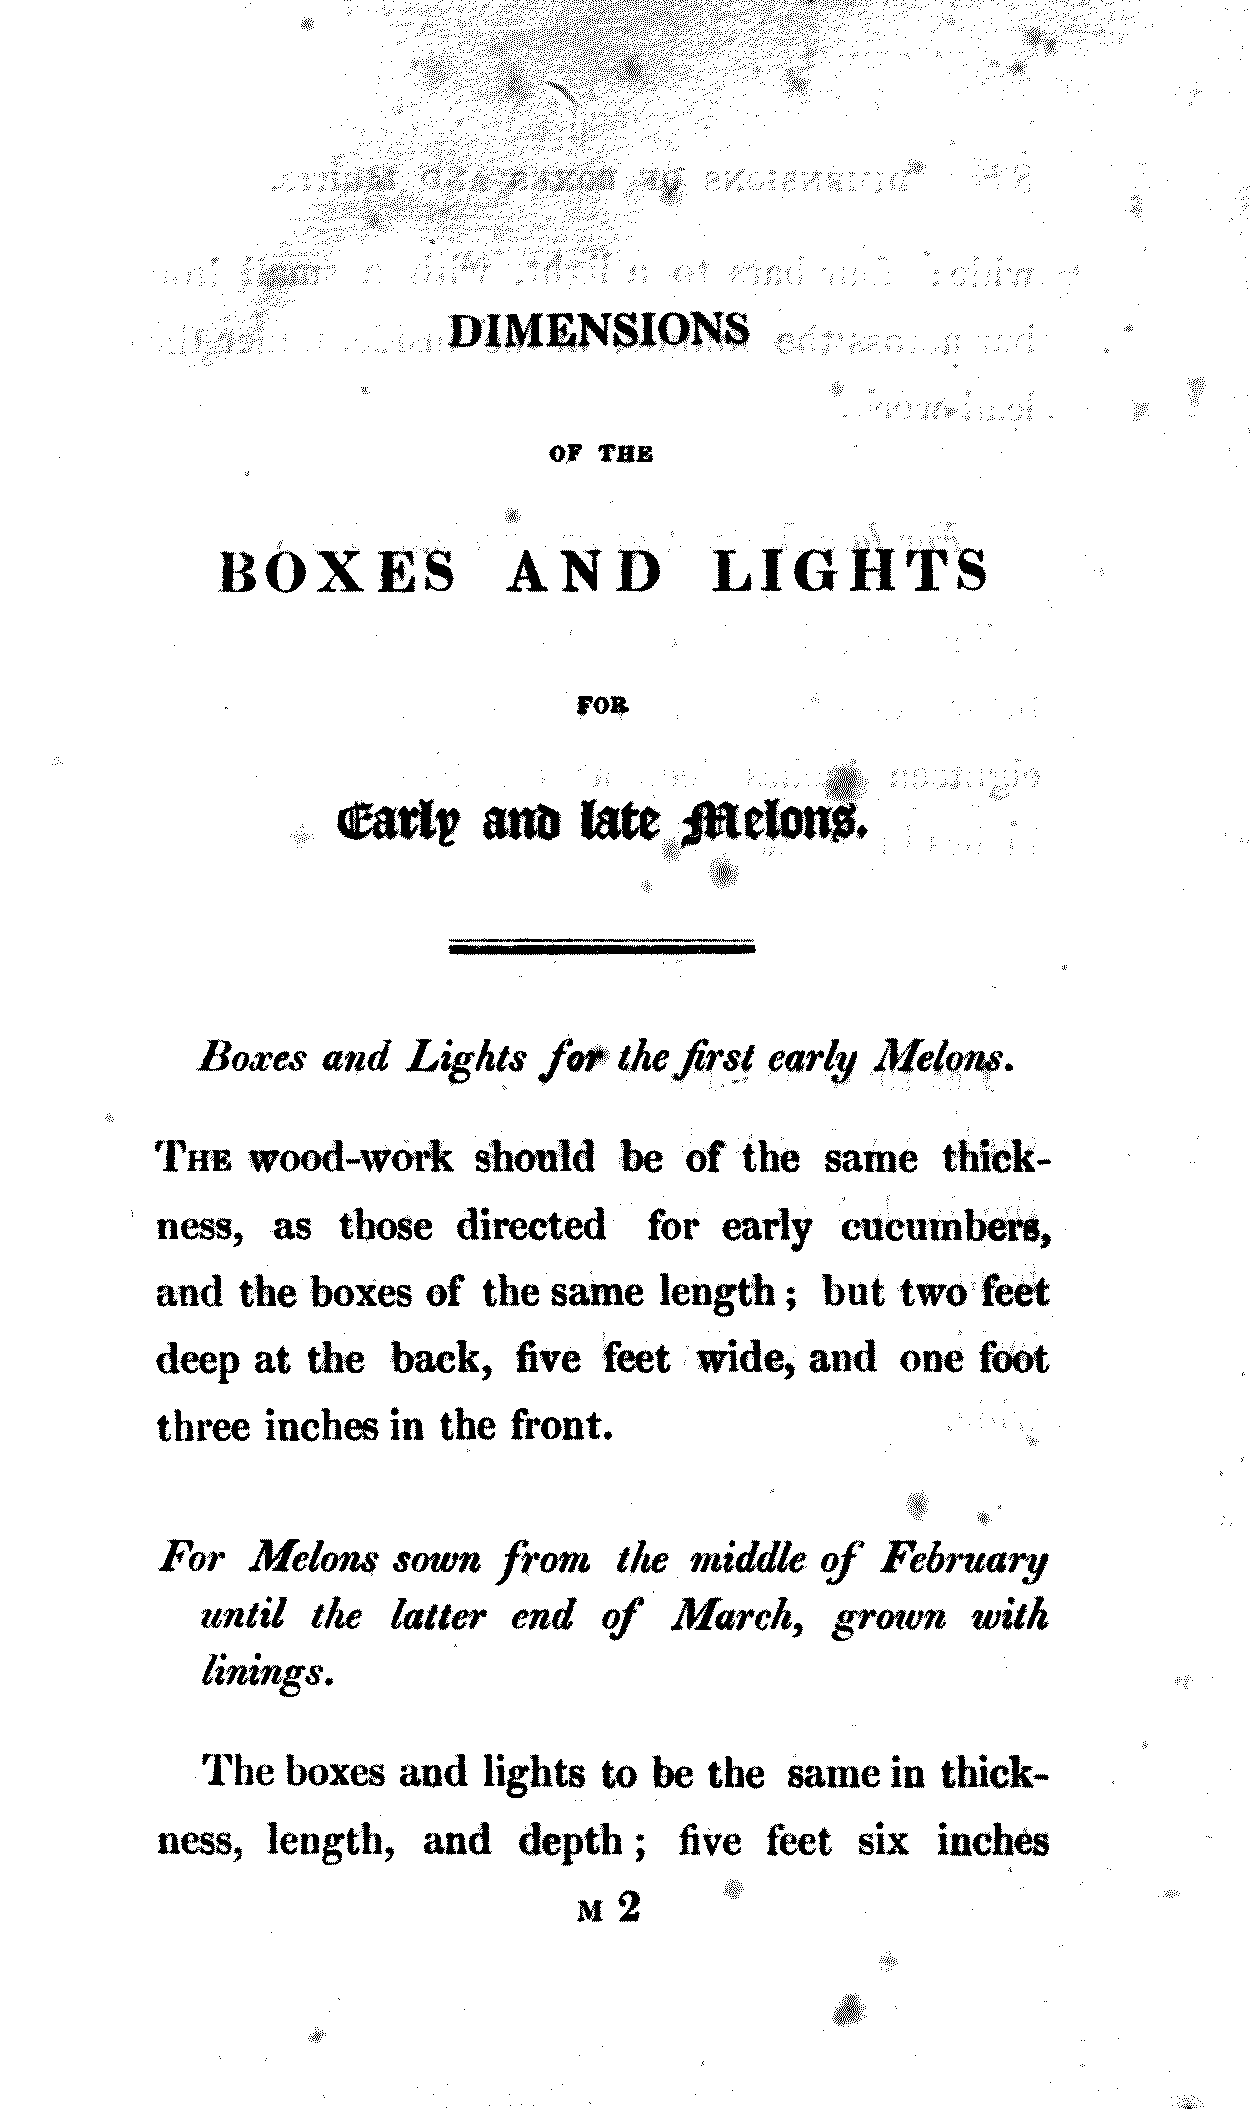 DIMENSIONS
OF THE
BOXES AND LIGHTS
FOR
Early and late Melons.
Boxes and Lights for the first early Melons.
THE wood-work should be of the same thick-
ness, as those directed for early cucumbers,
and the boxes of the same length; but two feet
deep at the back, five feet wide, and one foot
three inches in the front.
For Melons sown from the middle of February
until the latter end of March, grown with
linings.
The boxes and lights to be the same in thick-
ness, length, and depth; five feet six inches
M 2